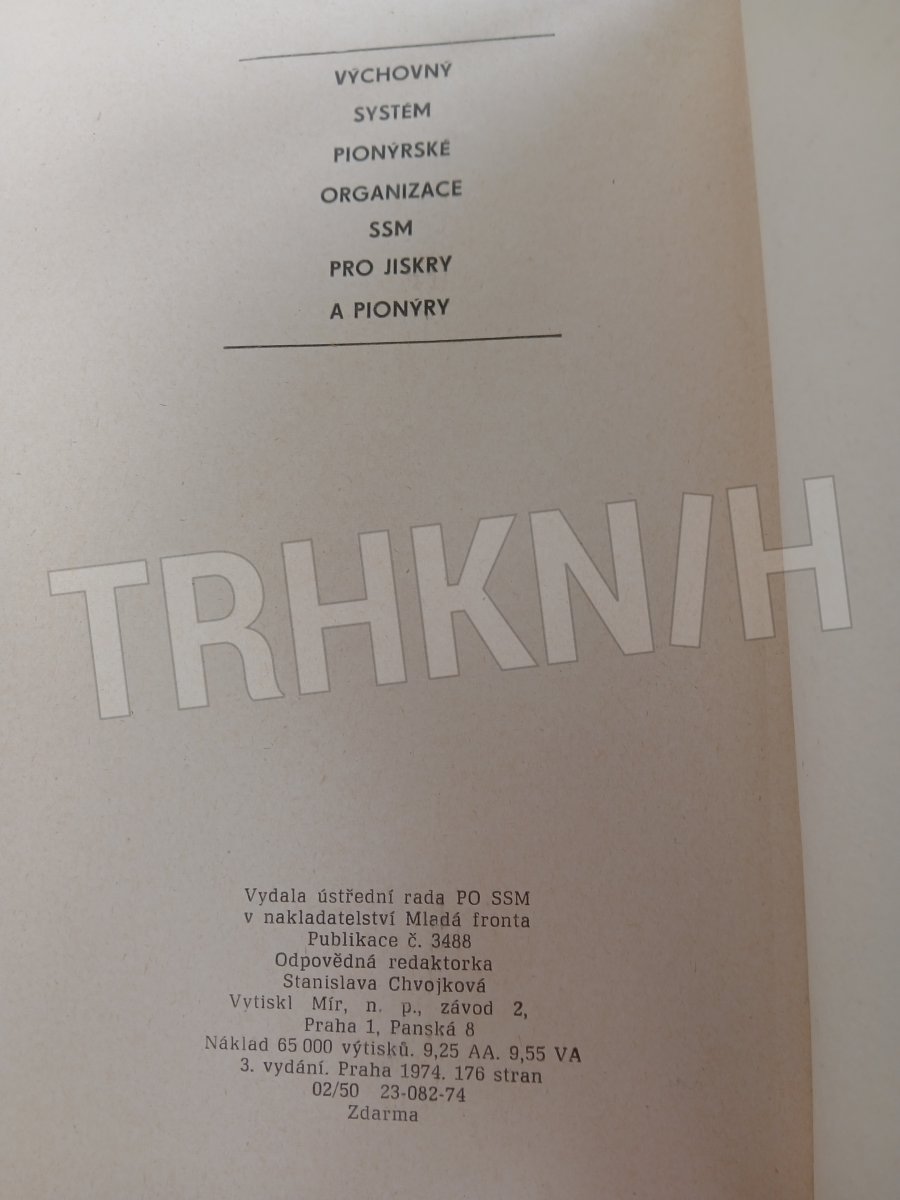 VÝCHOVNÝ
SYSTÉM
PIONÝRSKÉ
ORGANIZACE
SSM
PRO JISKRY
A PIONÝRY
TRHKNIH
Vydala ústřední rada PO SSM
v nakladatelství Mladá fronta
Publikace č. 3488
Odpovědná redaktorka
Stanislava Chvojková
Vytiskl Mír, n. p., závod 2,
Praha 1, Panská 8
Náklad 65 000 výtisků. 9,25 AA. 9,55 VA
3. vydání. Praha 1974. 176 stran
02/50 23-082-74
Zdarma